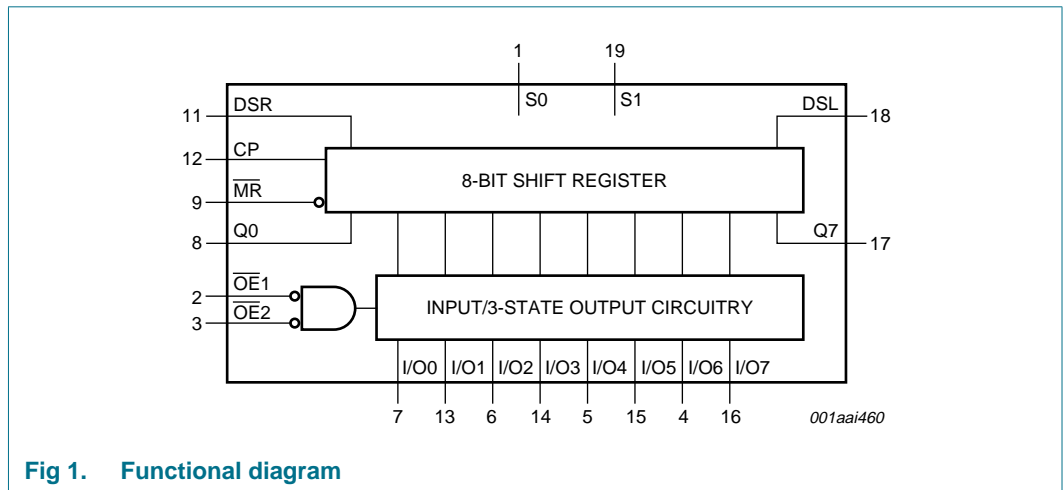 1 19
S0 S1
DSR DSL
11 18
CP
12
8-BIT SHIFT REGISTER
MR
9
Q0 Q7
8 17
OE1
2
INPUT/3-STATE OUTPUT CIRCUITRY
OE2
3
I/O0 I/O1 I/O2 I/O3 I/O4 I/O5 I/O6 I/O7
7 13 6 14 5 15 4 16
001aai460
Fig 1. Functional diagram